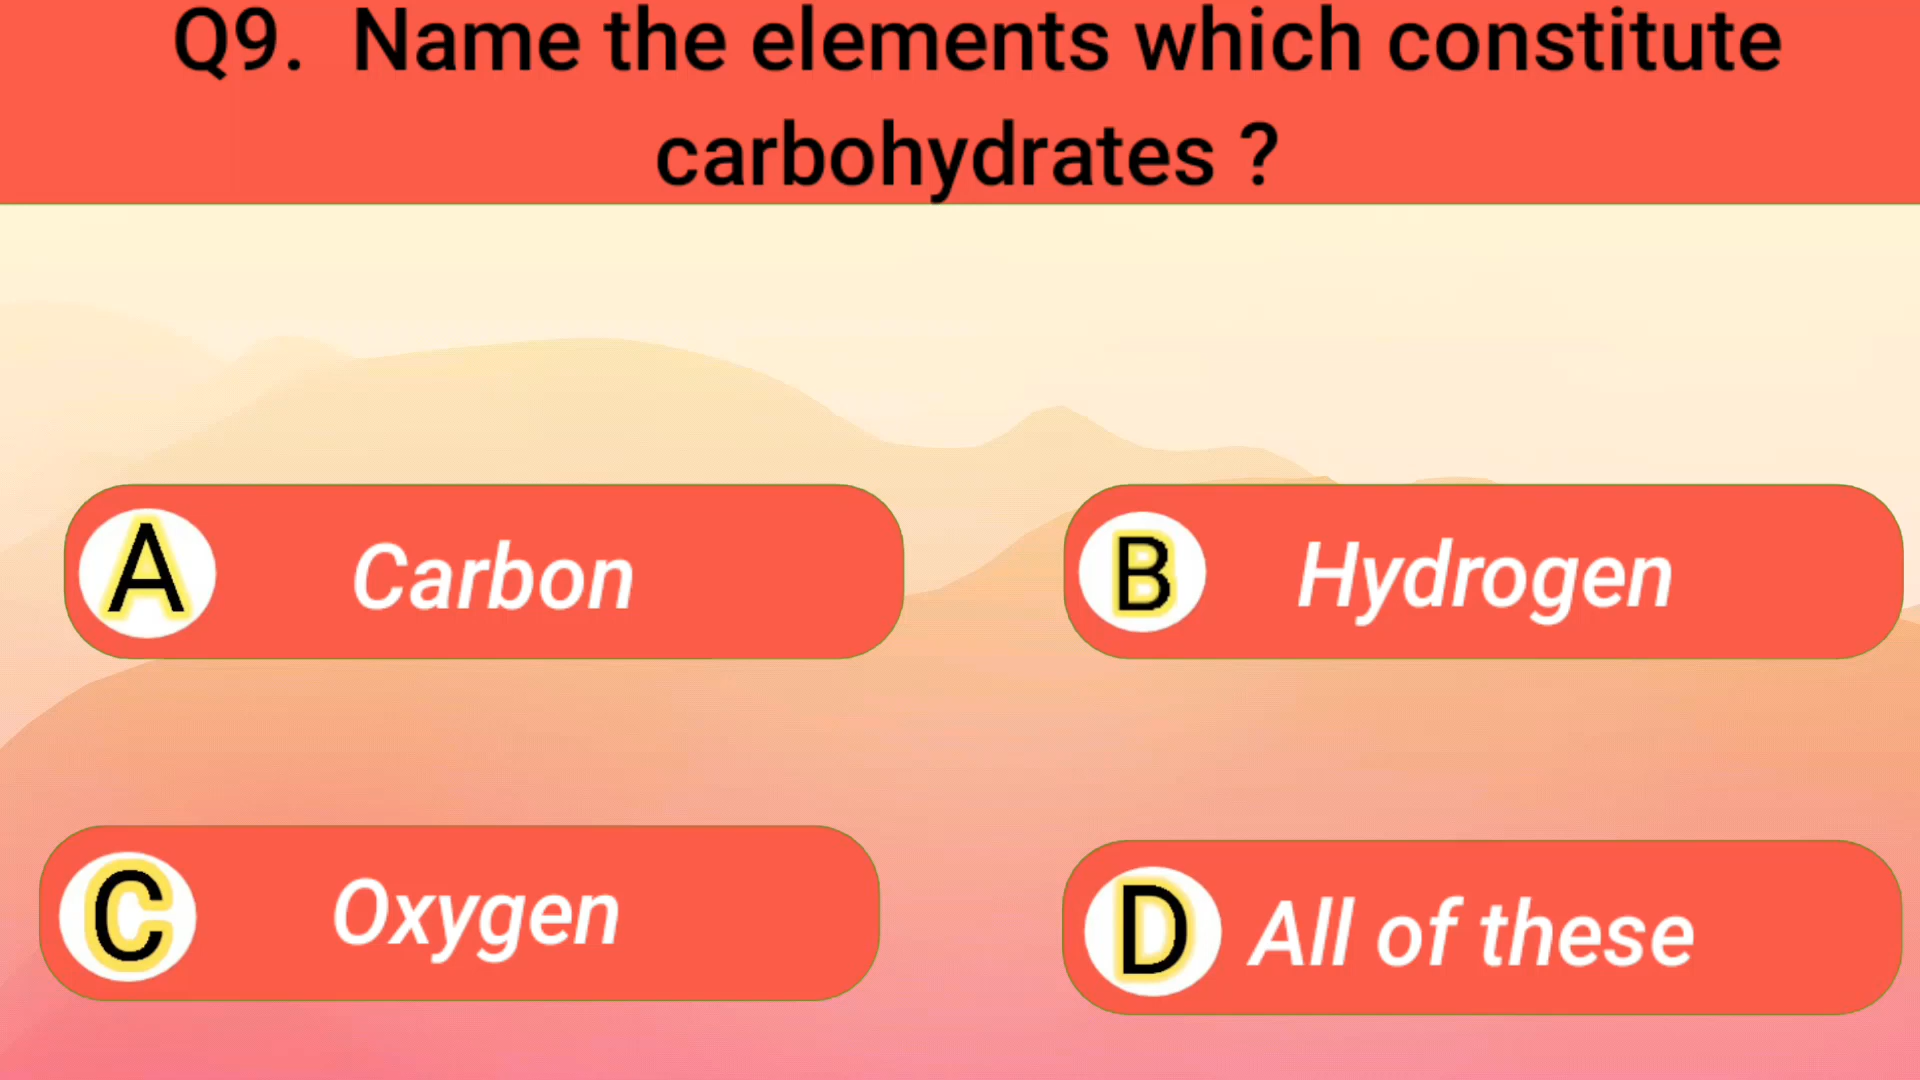 Q9. Name the elements which constitute
carbohydrates ?
A Carbon
B Hydrogen
C Oxygen
D All of these